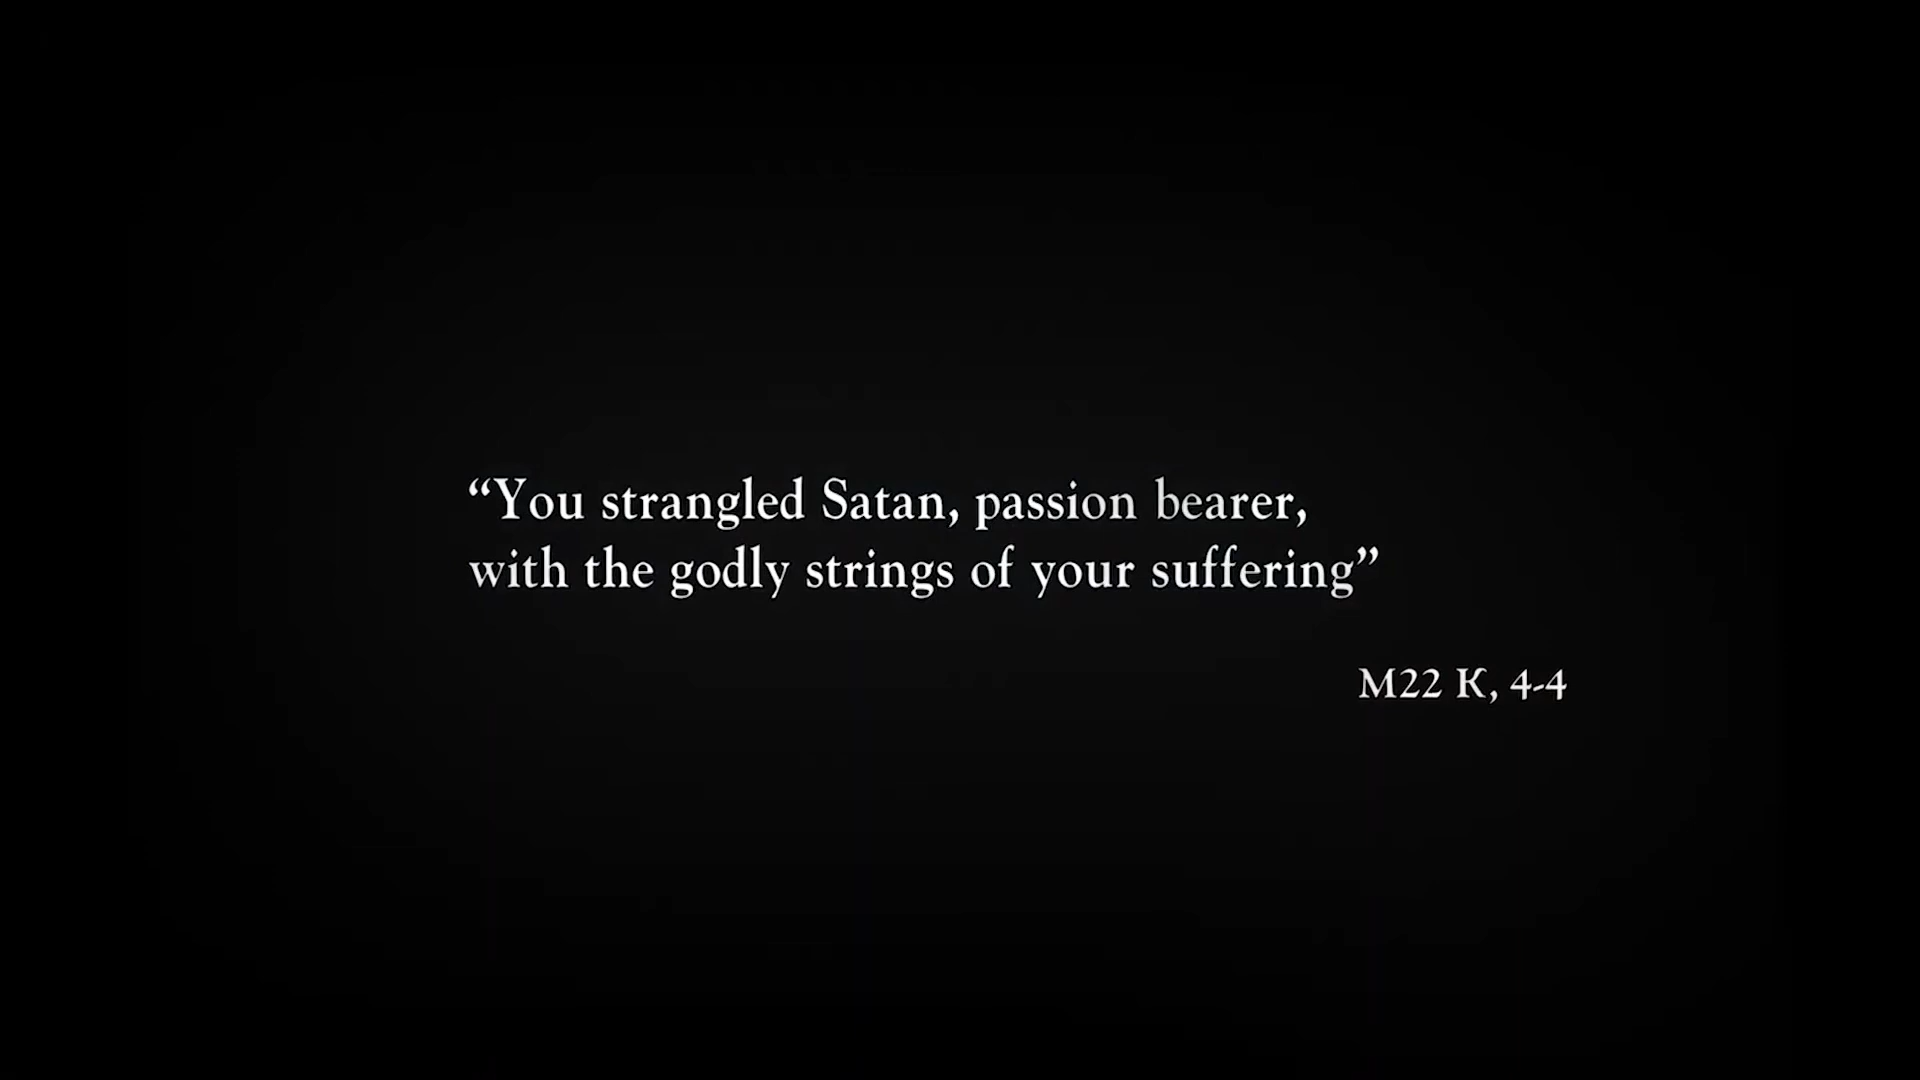 “You strangled Satan, passion bearer,
with the godly strings of your suffering”
M22 K, 4-4